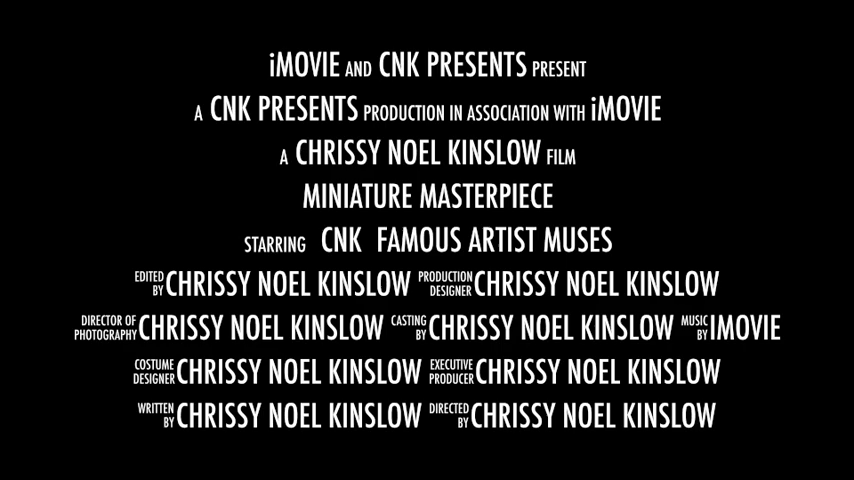 iMOVIE AND CNK PRESENTS PRESENT
A CNK PRESENTS PRODUCTION IN ASSOCIATION WITH iMOVIE
A CHRISSY NOEL KINSLOW FILM
MINIATURE MASTERPIECE
STARRING CNK FAMOUS ARTIST MUSES
EDITED BY CHRISSY NOEL KINSLOW PRODUCTION DESIGNER CHRISSY NOEL KINSLOW
DIRECTOR OF PHOTOGRAPHY CHRISSY NOEL KINSLOW CASTING BY CHRISSY NOEL KINSLOW MUSIC BY IMOVIE
COSTUME DESIGNER CHRISSY NOEL KINSLOW EXECUTIVE PRODUCER CHRISSY NOEL KINSLOW
WRITTEN BY CHRISSY NOEL KINSLOW DIRECTED BY CHRISSY NOEL KINSLOW